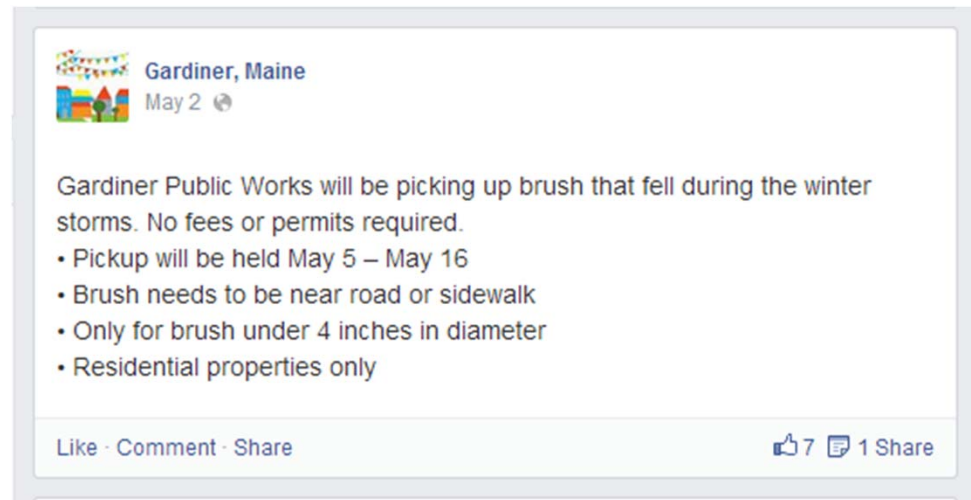 Gardiner, Maine
May 2
Gardiner Public Works will be picking up brush that fell during the winter
storms. No fees or permits required.
• Pickup will be held May 5 – May 16
• Brush needs to be near road or sidewalk
• Only for brush under 4 inches in diameter
• Residential properties only
Like · Comment · Share 7 1 Share